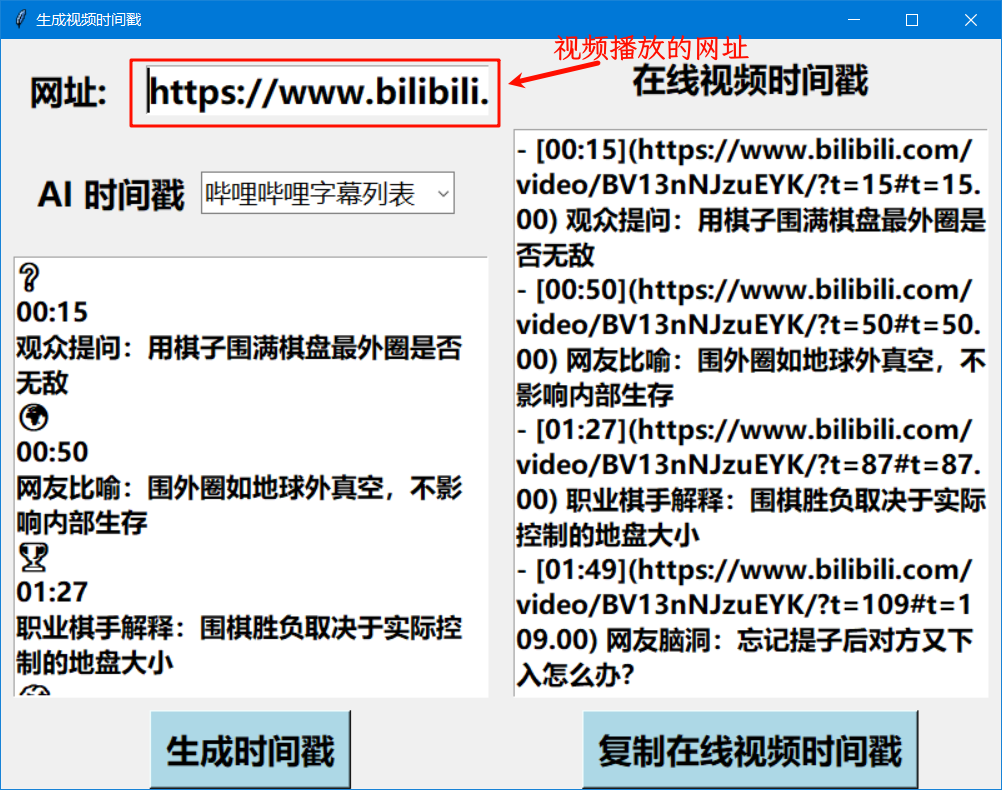 生成视频时间戳
视频播放的网址
网址:
https://www.bilibili.
在线视频时间戳
AI 时间戳
哔哩哔哩字幕列表
00:15
观众提问：用棋子围满棋盘最外圈是否
无敌
00:50
网友比喻：围外圈如地球外真空，不影
响内部生存
01:27
职业棋手解释：围棋胜负取决于实际控
制的地盘大小
- [00:15](https://www.bilibili.com/
video/BV13nNJzuEYK/?t=15#t=15.
00) 观众提问：用棋子围满棋盘最外圈是
否无敌
- [00:50](https://www.bilibili.com/
video/BV13nNJzuEYK/?t=50#t=50.
00) 网友比喻：围外圈如地球外真空，不
影响内部生存
- [01:27](https://www.bilibili.com/
video/BV13nNJzuEYK/?t=87#t=87.
00) 职业棋手解释：围棋胜负取决于实际
控制的地盘大小
- [01:49](https://www.bilibili.com/
video/BV13nNJzuEYK/?t=109#t=1
09.00) 网友脑洞：忘记提子后对方又下
入怎么办?
生成时间戳
复制在线视频时间戳